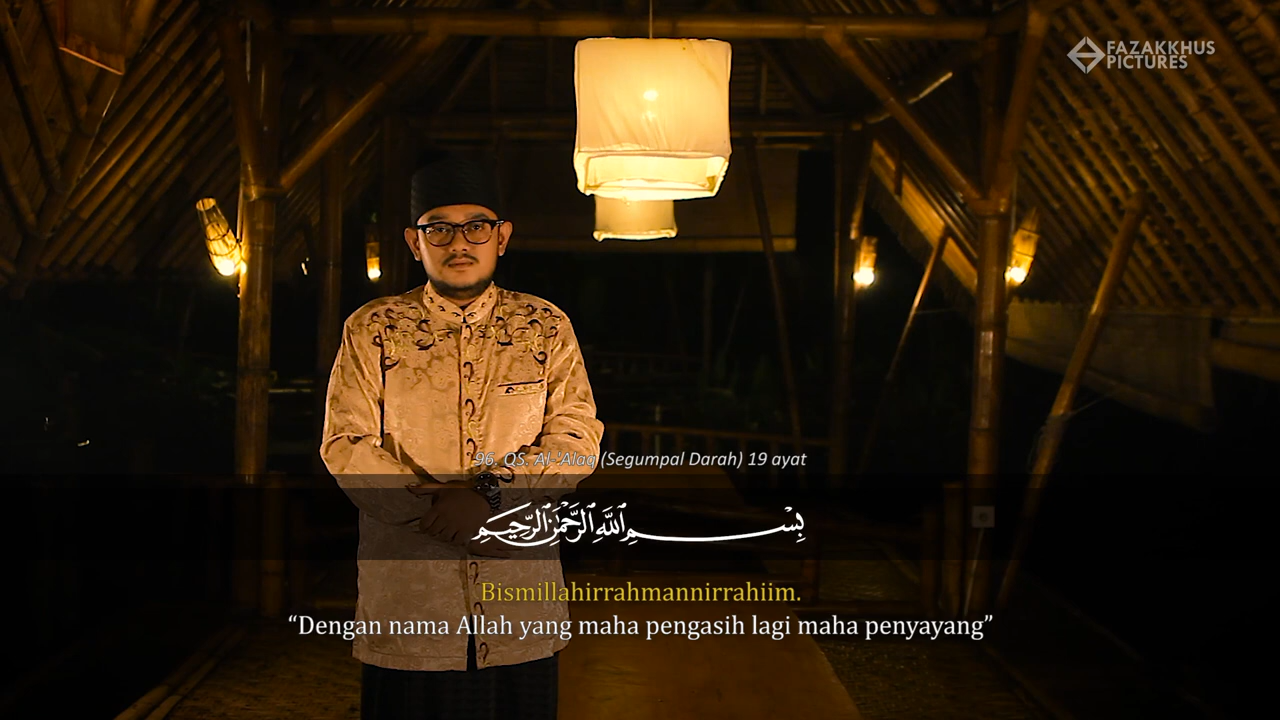 FAZAKKHUS
PICTURES
96. QS. Al-'Alaq (Segumpal Darah) 19 ayat
بِسْمِ اللَّهِ الرَّحْمَٰنِ الرَّحِيمِ
Bismillahirrahmannirrahiim.
“Dengan nama Allah yang maha pengasih lagi maha penyayang”